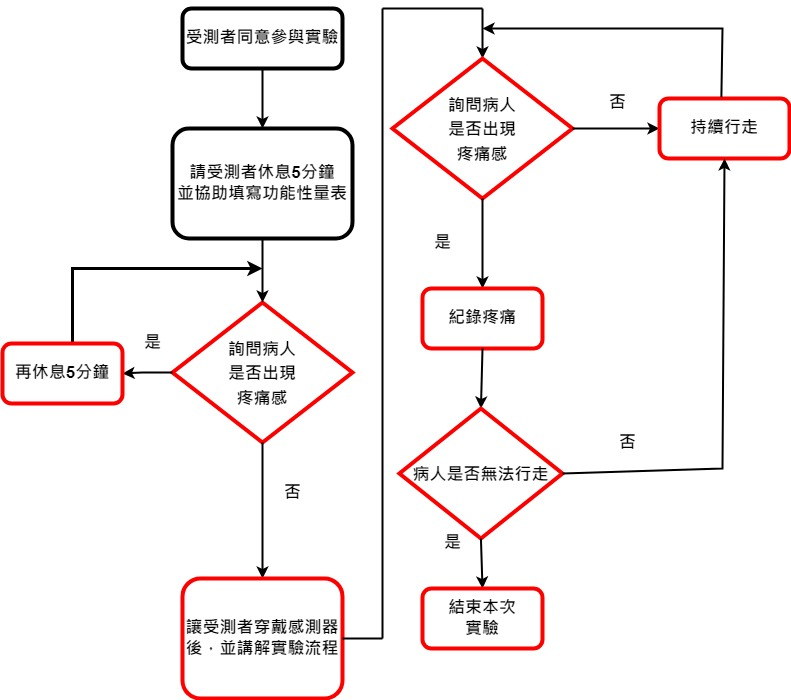 受測者同意參與實驗
請受測者休息5分鐘
並協助填寫功能性量表
是
再休息5分鐘
詢問病人
是否出現
疼痛感
否
讓受測者穿戴感測器
後，並講解實驗流程
詢問病人
是否出現
疼痛感
否
持續行走
是
紀錄疼痛
病人是否無法行走
否
是
結束本次
實驗